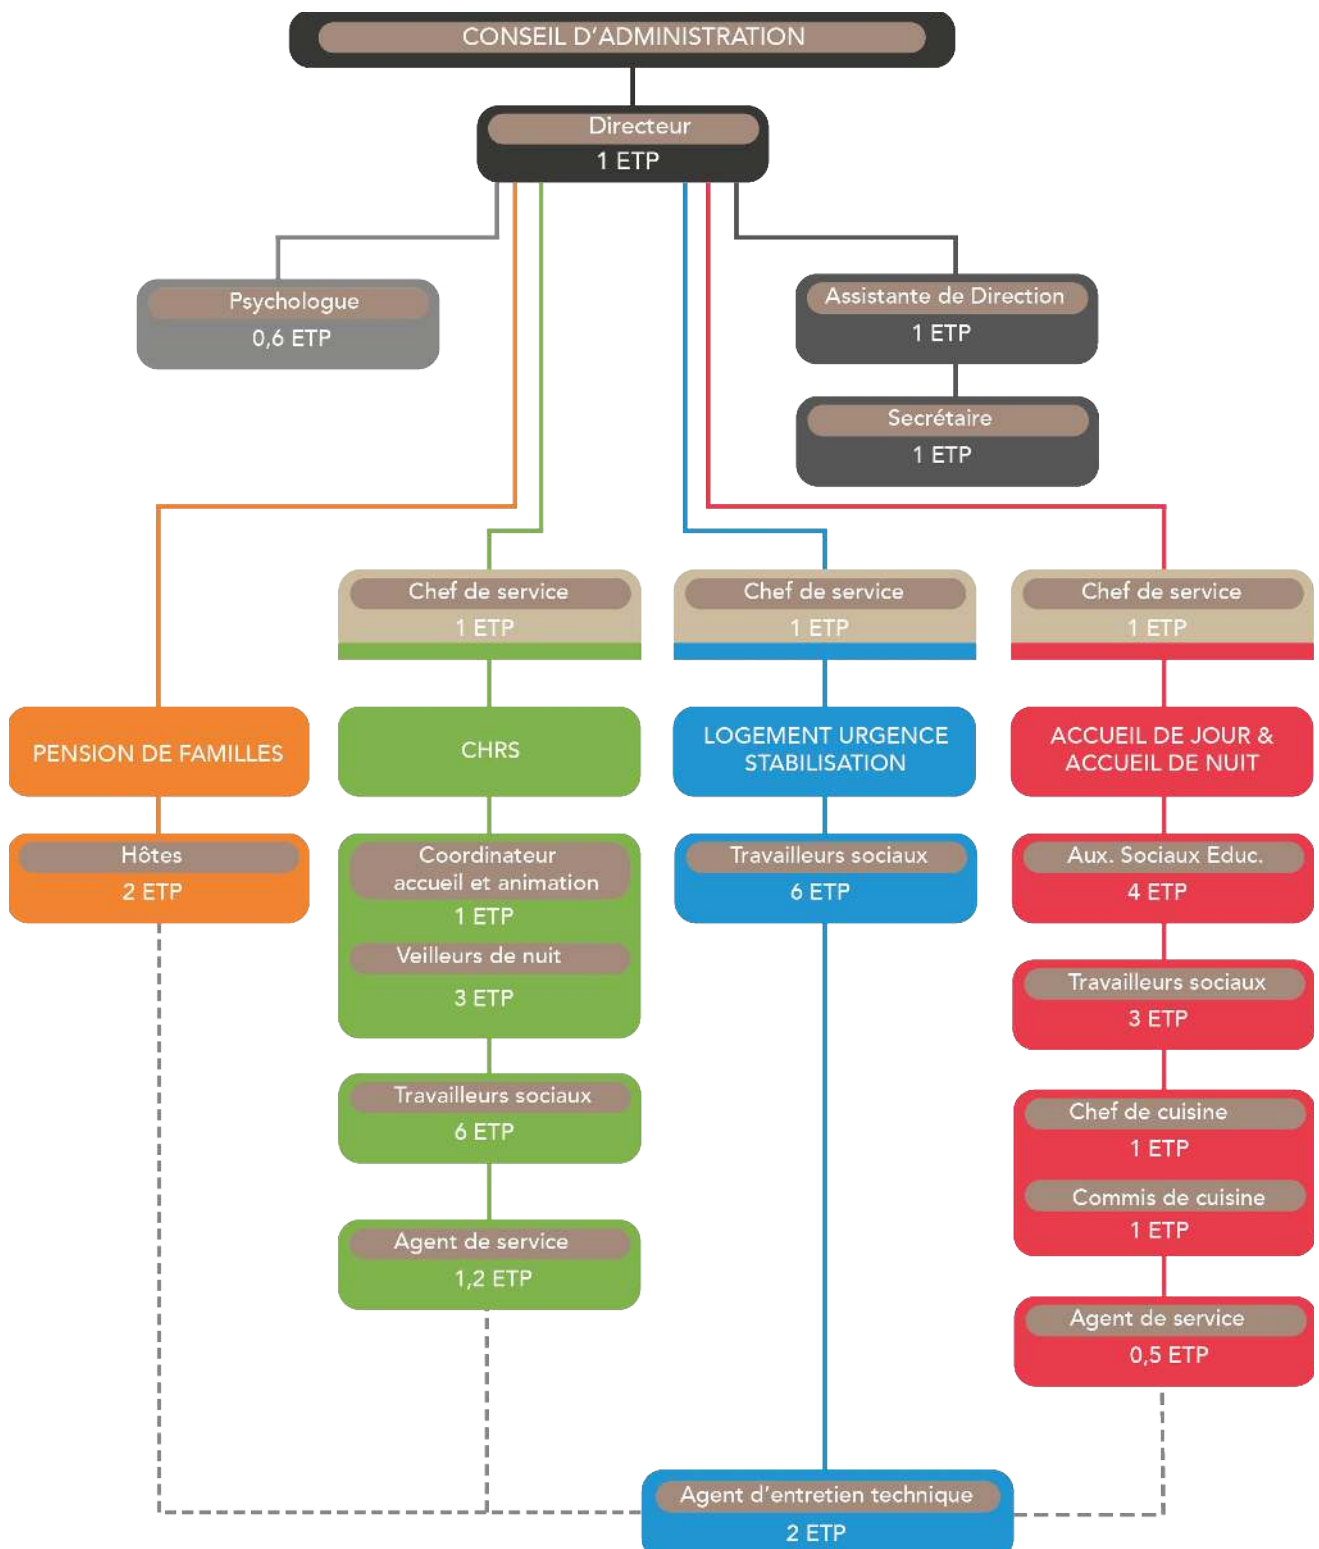 CONSEIL D'ADMINISTRATION
Directeur
1 ETP
Psychologue
0,6 ETP
Assistante de Direction
1 ETP
Secrétaire
1 ETP
Chef de service
1 ETP
Chef de service
1 ETP
Chef de service
1 ETP
PENSION DE FAMILLES
Hôtes
2 ETP
CHRS
Coordinateur
accueil et animation
1 ETP
Veilleurs de nuit
3 ETP
Travailleurs sociaux
6 ETP
Agent de service
1,2 ETP
LOGEMENT URGENCE
STABILISATION
Travailleurs sociaux
6 ETP
ACCUEIL DE JOUR &
ACCUEIL DE NUIT
Aux. Sociaux Educ.
4 ETP
Travailleurs sociaux
3 ETP
Chef de cuisine
1 ETP
Commis de cuisine
1 ETP
Agent de service
0,5 ETP
Agent d'entretien technique
2 ETP